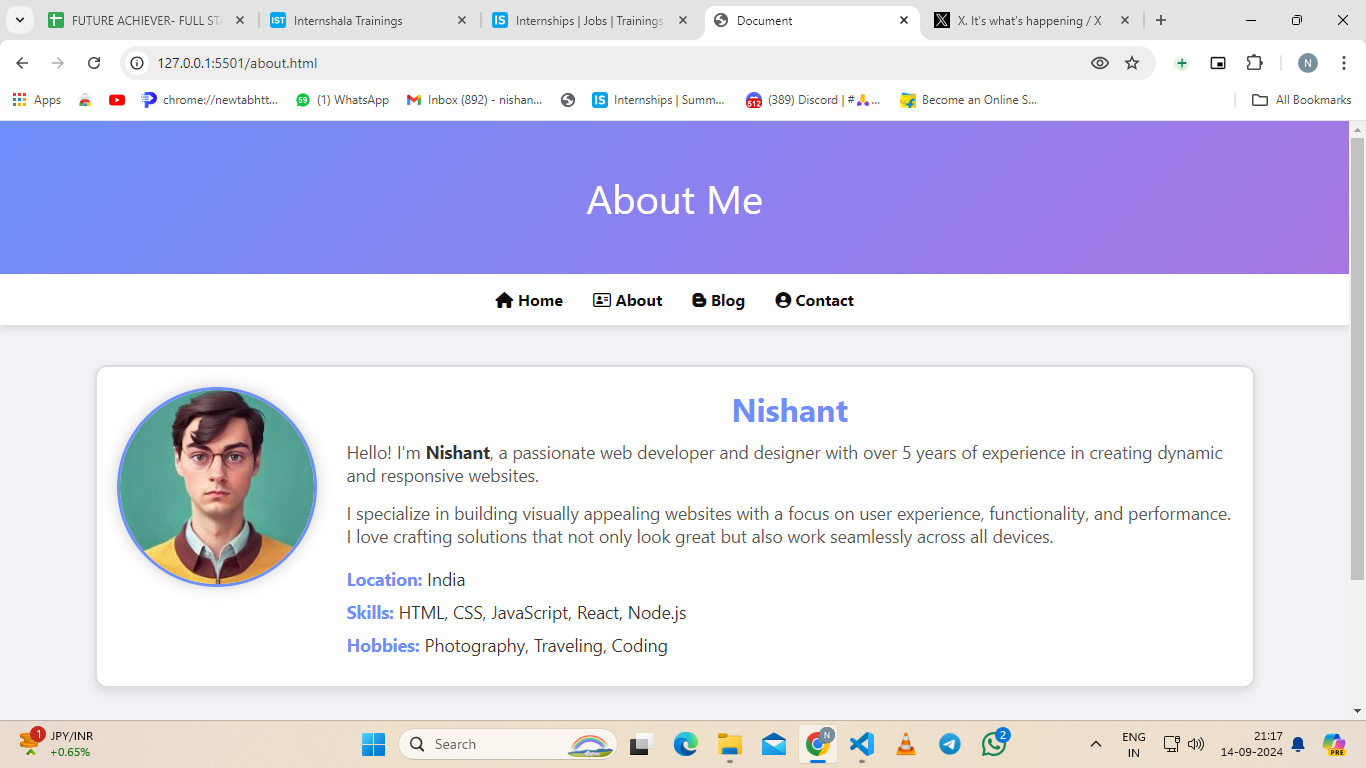 FUTURE ACHIEVER- FULL STA
Internshala Trainings
Internships | Jobs | Trainings
Document
X. It's what's happening / X
127.0.0.1:5501/about.html
N
Apps
chrome://newtabhtt...
59
(1) WhatsApp
Inbox (892) - nishan...
Internships | Summ...
512
(389) Discord | #🙏...
Become an Online S...
All Bookmarks
About Me
Home
About
Blog
Contact
Nishant
Hello! I'm Nishant, a passionate web developer and designer with over 5 years of experience in creating dynamic
and responsive websites.
I specialize in building visually appealing websites with a focus on user experience, functionality, and performance.
I love crafting solutions that not only look great but also work seamlessly across all devices.
Location: India
Skills: HTML, CSS, JavaScript, React, Node.js
Hobbies: Photography, Traveling, Coding
1
JPY/INR
+0.65%
Search
N
2
ENG
IN
21:17
14-09-2024
PRE